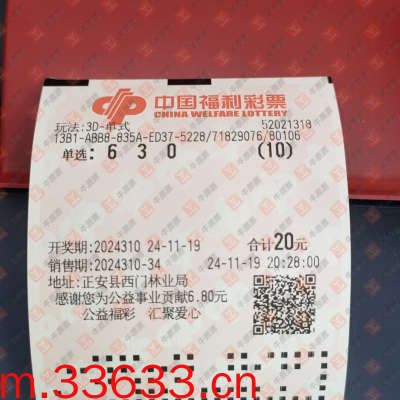 中国福利彩票
CHINA WELFARE LOTTERY
玩法:3D-单式 52021318
13B1-ABB8-835A-ED37-5228/71829076/80106
单选: 6 3 0 (10)
开奖期:2024310 24-11-19 合计20元
销售期:2024310-34 24-11-19 20:28:00
地址:正安县西门林业局
感谢您为公益事业贡献6.80元
公益福彩 汇聚爱心
m.33633.cn